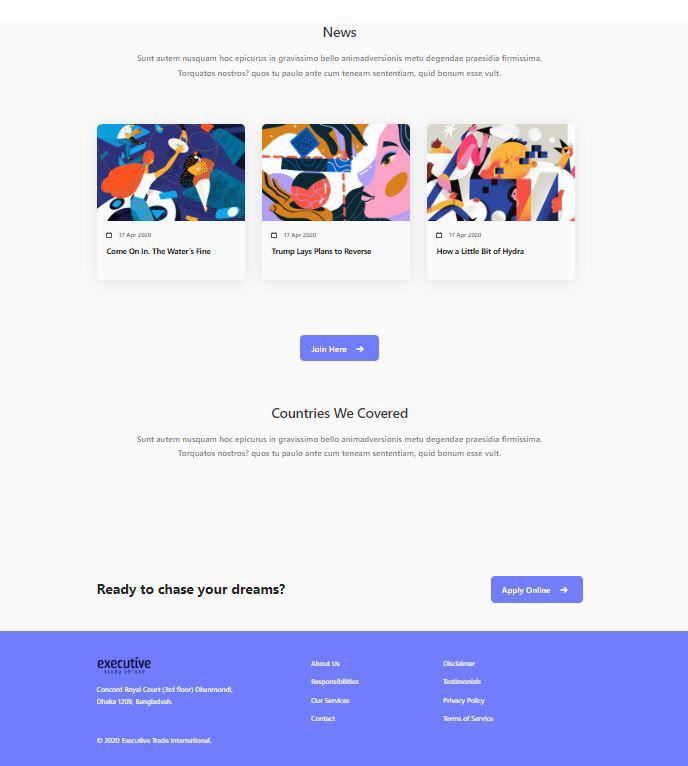 News
Sunt autem nusquam hoc epicurus in gravissimo bello animadversionis metu degendae praesidia firmissima.
Torquatos nostros? quos tu paulo ante cum teneam sententiam, quid bonum esse vult.
17 Apr 2020
Come On In. The Water's Fine
17 Apr 2020
Trump Lays Plans to Reverse
17 Apr 2020
How a Little Bit of Hydra
Join Here
Countries We Covered
Sunt autem nusquam hoc epicurus in gravissimo bello animadversionis metu degendae praesidia firmissima.
Torquatos nostros? quos tu paulo ante cum teneam sententiam, quid bonum esse vult.
Ready to chase your dreams?
Apply Online
executive
study abroad
Concord Royal Court (3rd floor) Dhanmondi,
Dhaka 1209, Bangladesh.
© 2020 Executive Trade International.
About Us
Responsibilities
Our Services
Contact
Disclaimer
Testimonials
Privacy Policy
Terms of Service